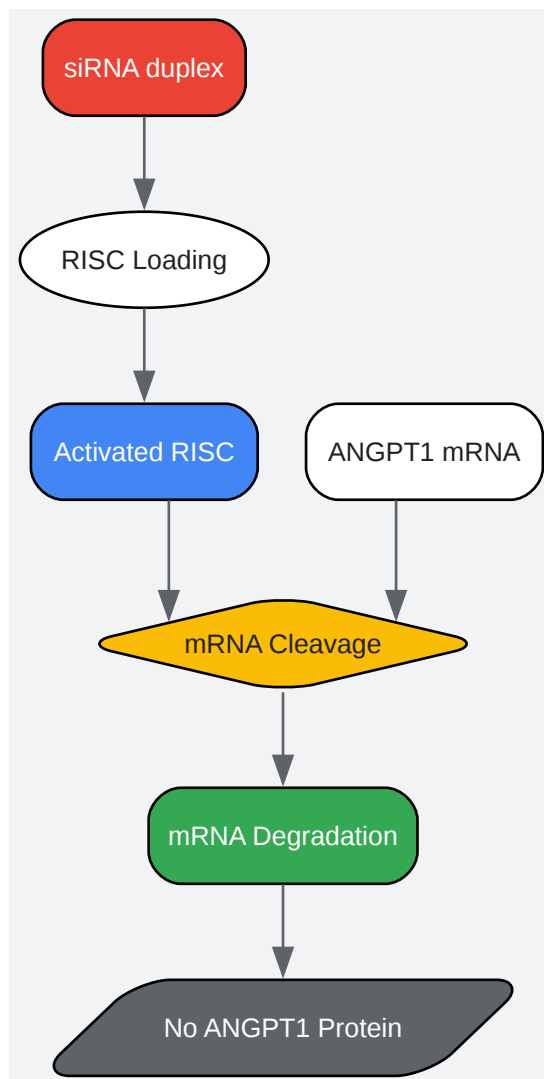 siRNA duplex
RISC Loading
Activated RISC
ANGPT1 mRNA
mRNA Cleavage
mRNA Degradation
No ANGPT1 Protein